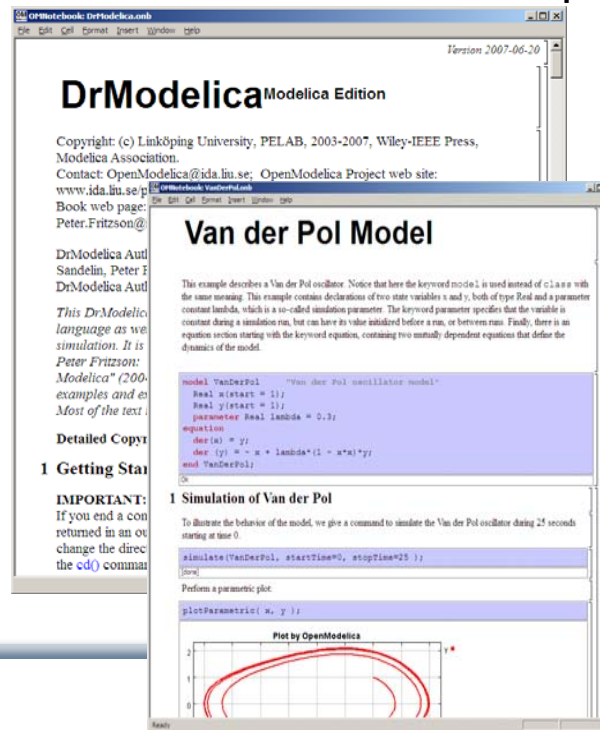 OMNotebook: DrModelica.onb
File Edit Cell Format Insert Window Help
Version 2007-06-20
DrModelica Modelica Edition
Copyright: (c) Linköping University, PELAB, 2003-2007, Wiley-IEEE Press,
Modelica Association.
Contact: OpenModelica@ida.liu.se; OpenModelica Project web site:
www.ida.liu.se/p
Book web page:
Peter.Fritzson@
DrModelica Aut
Sandelin, Peter F
DrModelica Aut
This DrModelic
language as we
simulation. It is
Peter Fritzson:
Modelica" (200
examples and e
Most of the text
Detailed Copyr
1 Getting Star
IMPORTANT:
If you end a con
returned in an ou
change the direc
the cd() comma
OMNotebook: VanDerPol.onb
File Edit Cell Format Insert Window Help
Van der Pol Model
This example describes a Van der Pol oscillator. Notice that here the keyword model is used instead of class with
the same meaning. This example contains declarations of two state variables x and y, both of type Real and a parameter
constant lambda, which is a so-called simulation parameter. The keyword parameter specifies that the variable is
constant during a simulation run, but can have its value initialized before a run, or between runs. Finally, there is an
equation section starting with the keyword equation, containing two mutually dependent equations that define the
dynamics of the model.
model VanDerPol "Van der Pol oscillator model"
Real x(start = 1);
Real y(start = 1);
parameter Real lambda = 0.3;
equation
der(x) = y;
der (y) = - x + lambda*(1 - x*x)*y;
end VanDerPol;
Ok
1 Simulation of Van der Pol
To illustrate the behavior of the model, we give a command to simulate the Van der Pol oscillator during 25 seconds
starting at time 0.
simulate(VanDerPol, startTime=0, stopTime=25 );
[done]
Perform a parametric plot:
plotParametric( x, y );
Plot by OpenModelica
2
y
1
0
Ready